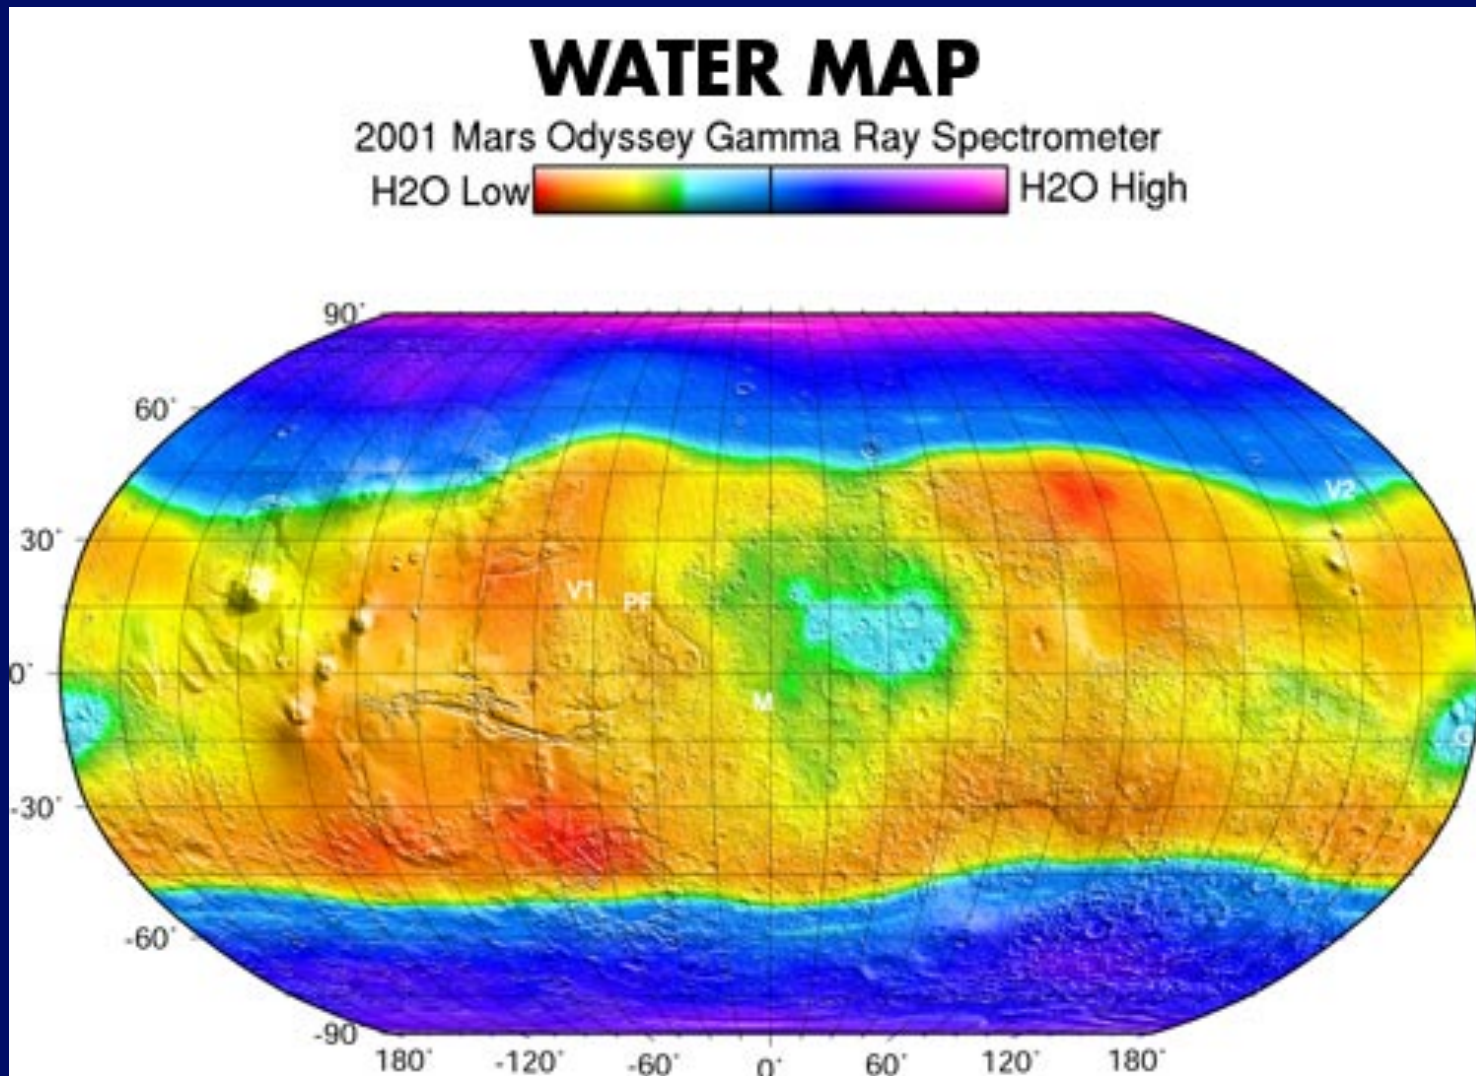 WATER MAP
2001 Mars Odyssey Gamma Ray Spectrometer
H2O Low H2O High
90°
60°
V2
30°
V1 PF
0°
M
G
-30°
-60°
-90
180° -120° -60° 0° 60° 120° 180°